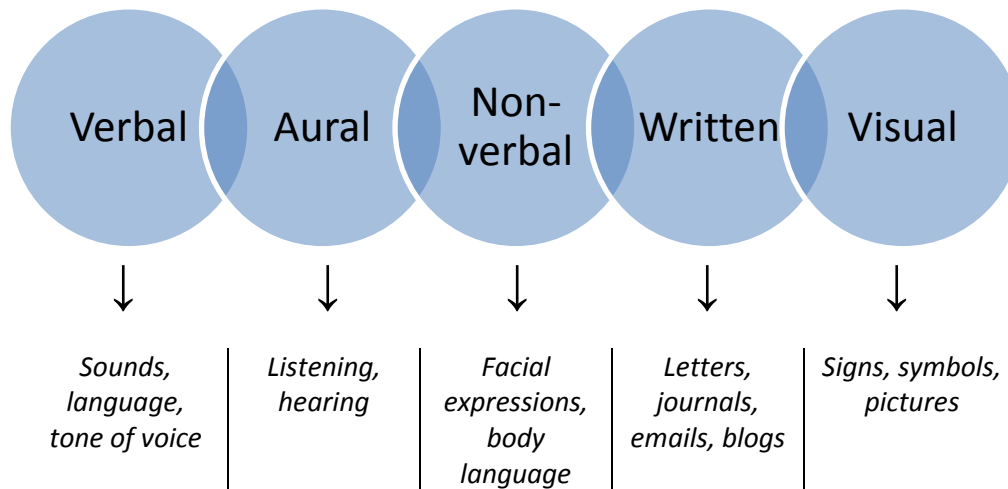 Verbal
Aural
Non-
verbal
Written
Visual
Sounds,
language,
tone of voice
Listening,
hearing
Facial
expressions,
body
language
Letters,
journals,
emails, blogs
Signs, symbols,
pictures